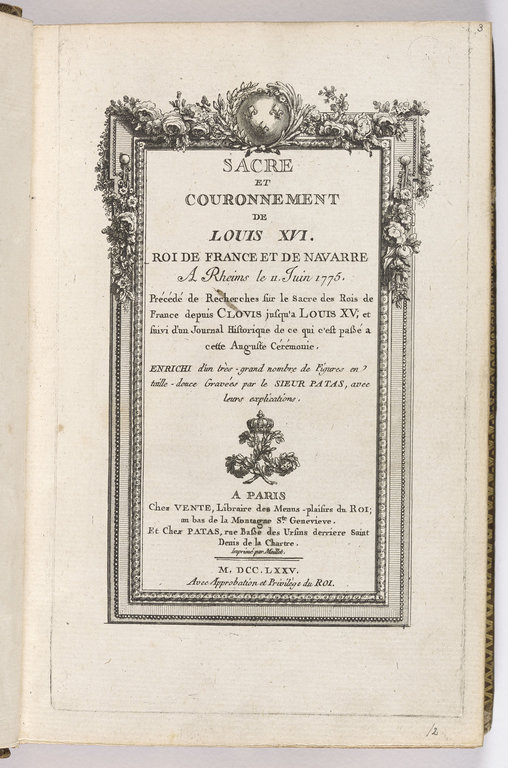 3
SACRE
ET
COURONNEMENT
DE
LOUIS XVI.
ROI DE FRANCE ET DE NAVARRE
A Rheims le 11. Juin 1775.
Précédé de Recherches sur le Sacre des Rois de
France depuis CLOVIS jusqu'a LOUIS XV; et
suivi d'un Journal Historique de ce qui c'est passé a
cette Auguste Cérémonie.
ENRICHI d'un très-grand nombre de Figures en
taille-douce Gravées par le SIEUR PATAS, avec
leurs explications.
A PARIS
Chez VENTE, Libraire des Menus-plaisirs du ROI;
au bas de la Montagne Ste. Genevieve.
Et Chez PATAS, rue Basse des Ursins derriere Saint
Denis de la Chartre.
Imprimé par Maillet.
M. DCC. LXXV.
Avec Approbation et Privilége du ROI.
12